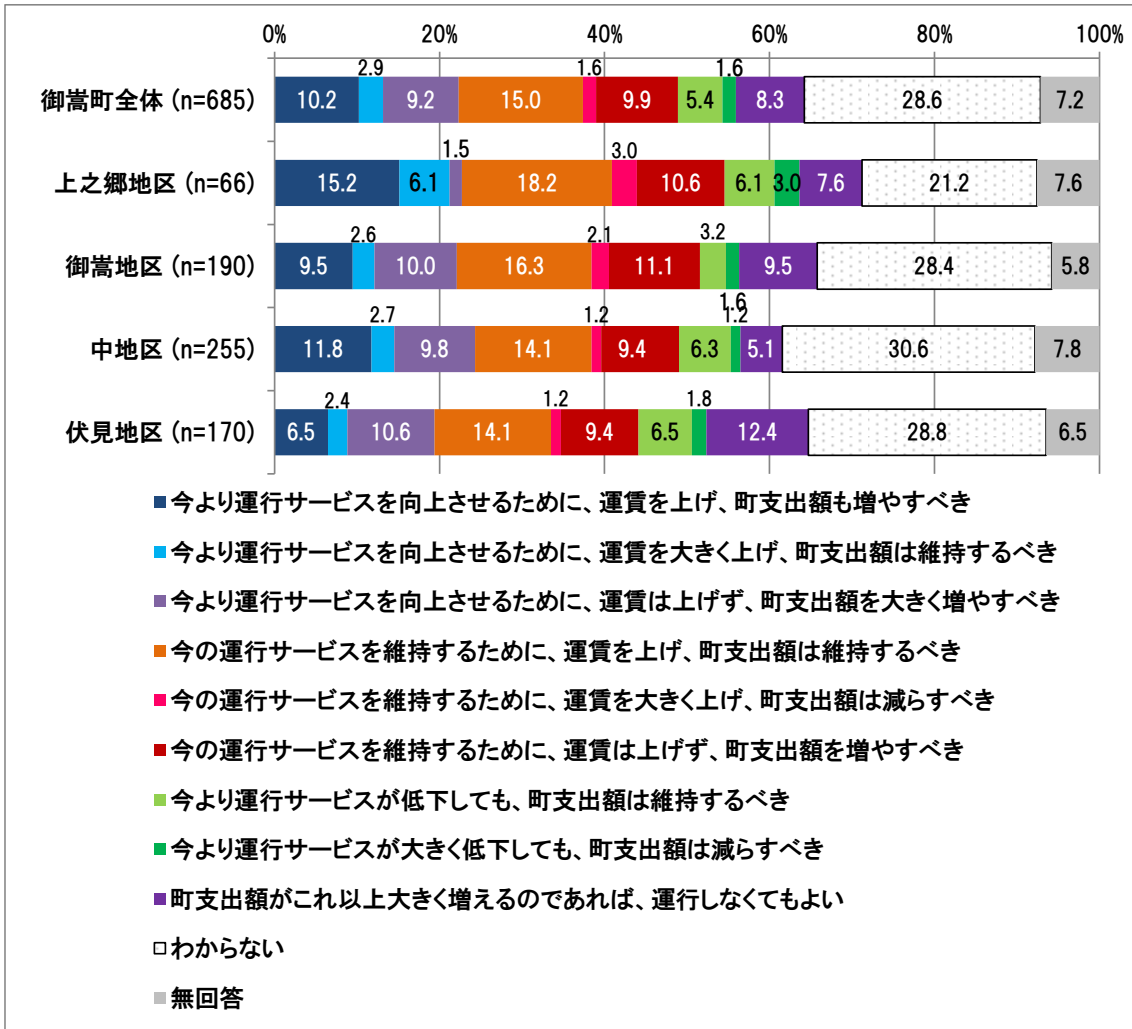 0% 20% 40% 60% 80% 100%
2.9 1.6 1.6
御嵩町全体 (n=685) 10.2 9.2 15.0 9.9 5.4 8.3 28.6 7.2
1.5 3.0
上之郷地区 (n=66) 15.2 6.1 18.2 10.6 6.1 3.0 7.6 21.2 7.6
2.6 2.1 3.2
御嵩地区 (n=190) 9.5 10.0 16.3 11.1 9.5 28.4 5.8
1.6
2.7 1.2 1.2
中地区 (n=255) 11.8 9.8 14.1 9.4 6.3 5.1 30.6 7.8
2.4 1.2 1.8
伏見地区 (n=170) 6.5 10.6 14.1 9.4 6.5 12.4 28.8 6.5
今より運行サービスを向上させるために、運賃を上げ、町支出額も増やすべき
今より運行サービスを向上させるために、運賃を大きく上げ、町支出額は維持するべき
今より運行サービスを向上させるために、運賃は上げず、町支出額を大きく増やすべき
今の運行サービスを維持するために、運賃を上げ、町支出額は維持するべき
今の運行サービスを維持するために、運賃を大きく上げ、町支出額は減らすべき
今の運行サービスを維持するために、運賃は上げず、町支出額を増やすべき
今より運行サービスが低下しても、町支出額は維持するべき
今より運行サービスが大きく低下しても、町支出額は減らすべき
町支出額がこれ以上大きく増えるのであれば、運行しなくてもよい
わからない
無回答